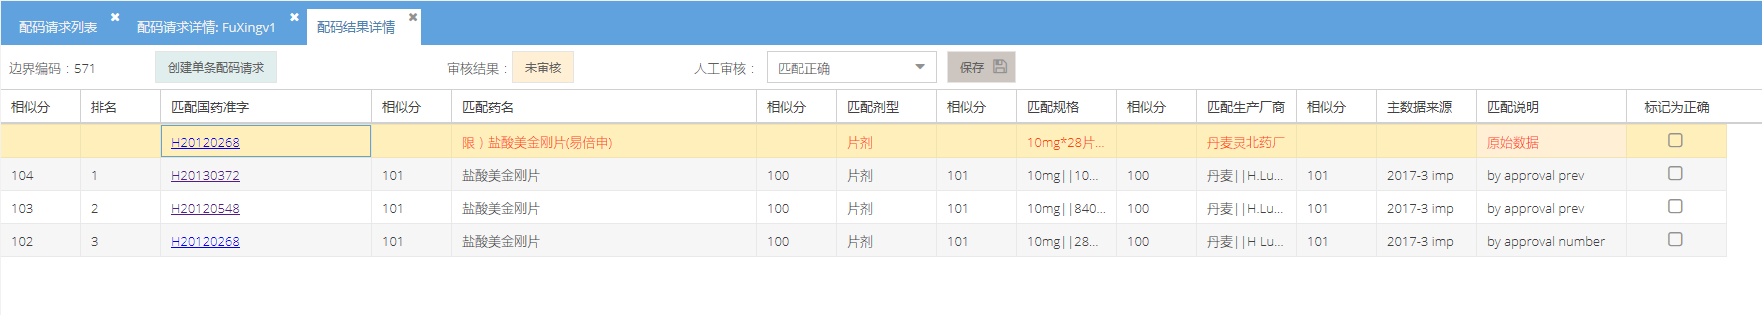 配码请求列表 配码请求详情: FuXingv1 配码结果详情
边界编码：571 创建单条配码请求 审核结果： 未审核 人工审核： 匹配正确 保存
相似分 排名 匹配国药准字 相似分 匹配药名 相似分 匹配剂型 相似分 匹配规格 相似分 匹配生产厂商 相似分 主数据来源 匹配说明 标记为正确
H20120268 限）盐酸美金刚片(易倍申) 片剂 10mg*28片... 丹麦灵北药厂 原始数据
104 1 H20130372 101 盐酸美金刚片 100 片剂 101 10mg||10... 100 丹麦||H.Lu... 101 2017-3 imp by approval prev
103 2 H20120548 101 盐酸美金刚片 100 片剂 101 10mg||840... 100 丹麦||H.Lu... 101 2017-3 imp by approval prev
102 3 H20120268 101 盐酸美金刚片 100 片剂 101 10mg||28... 100 丹麦||H Lu... 101 2017-3 imp by approval number